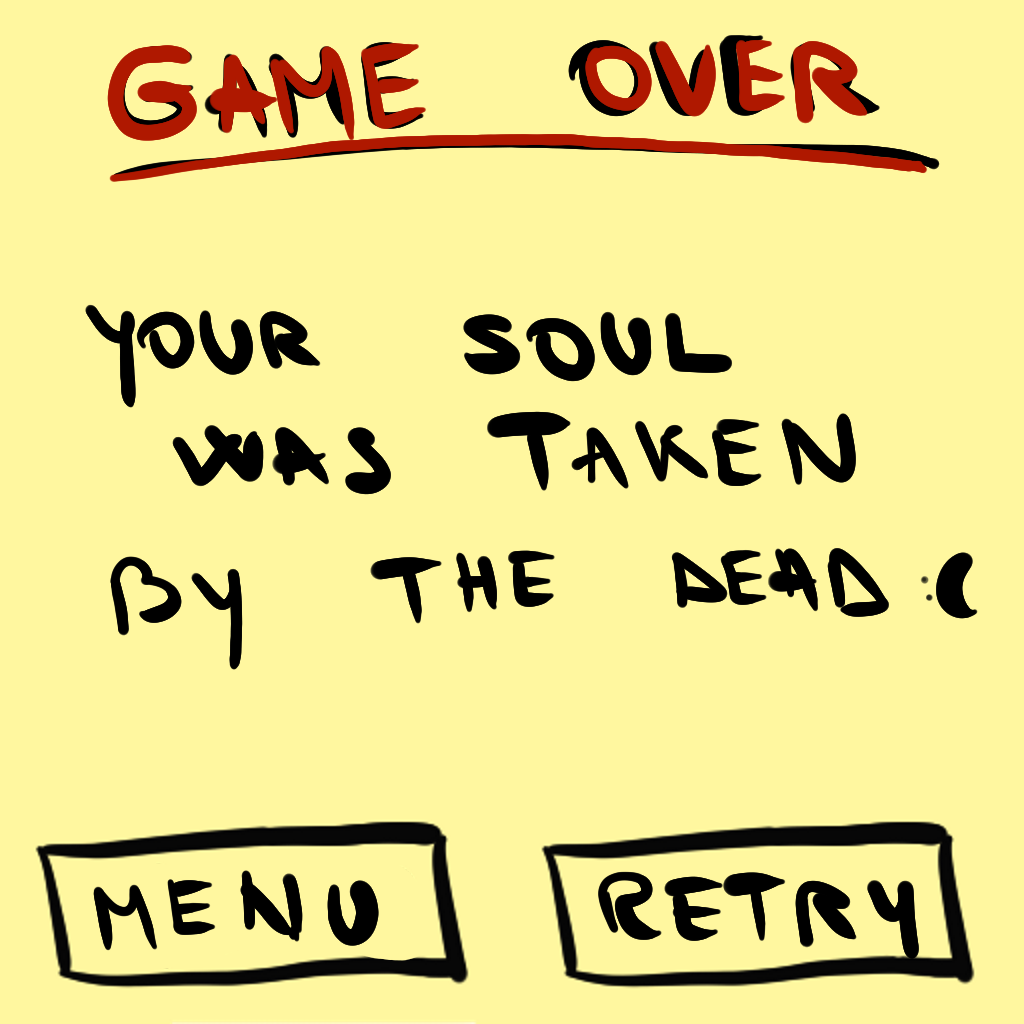 GAME OVER
YOUR SOUL
WAS TAKEN
BY THE DEAD :(
MENU
RETRY